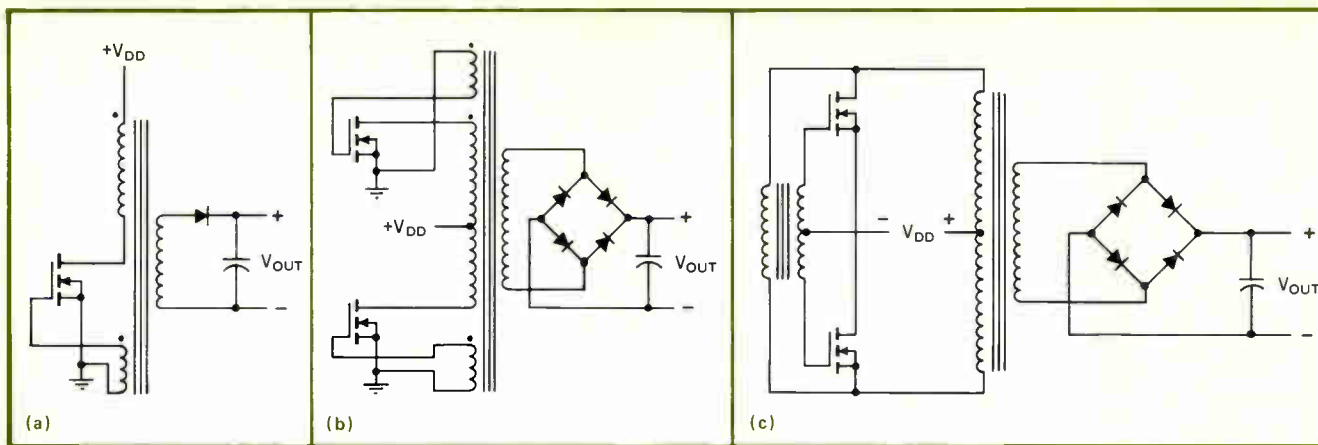 +VDD
VOUT
+
−
(a)
+VDD
VOUT
+
−
(b)
− VDD +
VOUT
+
−
(c)